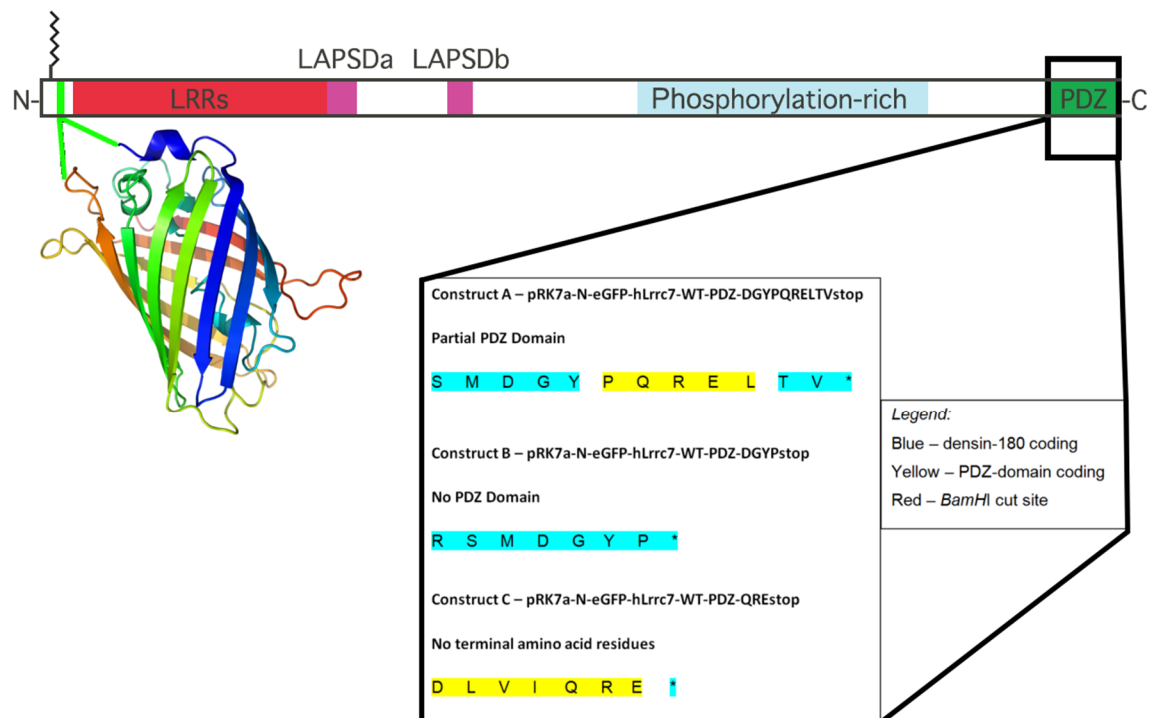 LAPSDa LAPSDb
N- LRRs Phosphorylation-rich PDZ -C
Construct A – pRK7a-N-eGFP-hLrrc7-WT-PDZ-DGYPQRELTVstop
Partial PDZ Domain
S M D G Y P Q R E L T V *
Construct B – pRK7a-N-eGFP-hLrrc7-WT-PDZ-DGYPstop
No PDZ Domain
R S M D G Y P *
Construct C – pRK7a-N-eGFP-hLrrc7-WT-PDZ-QREstop
No terminal amino acid residues
D L V I Q R E *
Legend:
Blue – densin-180 coding
Yellow – PDZ-domain coding
Red – BamHI cut site